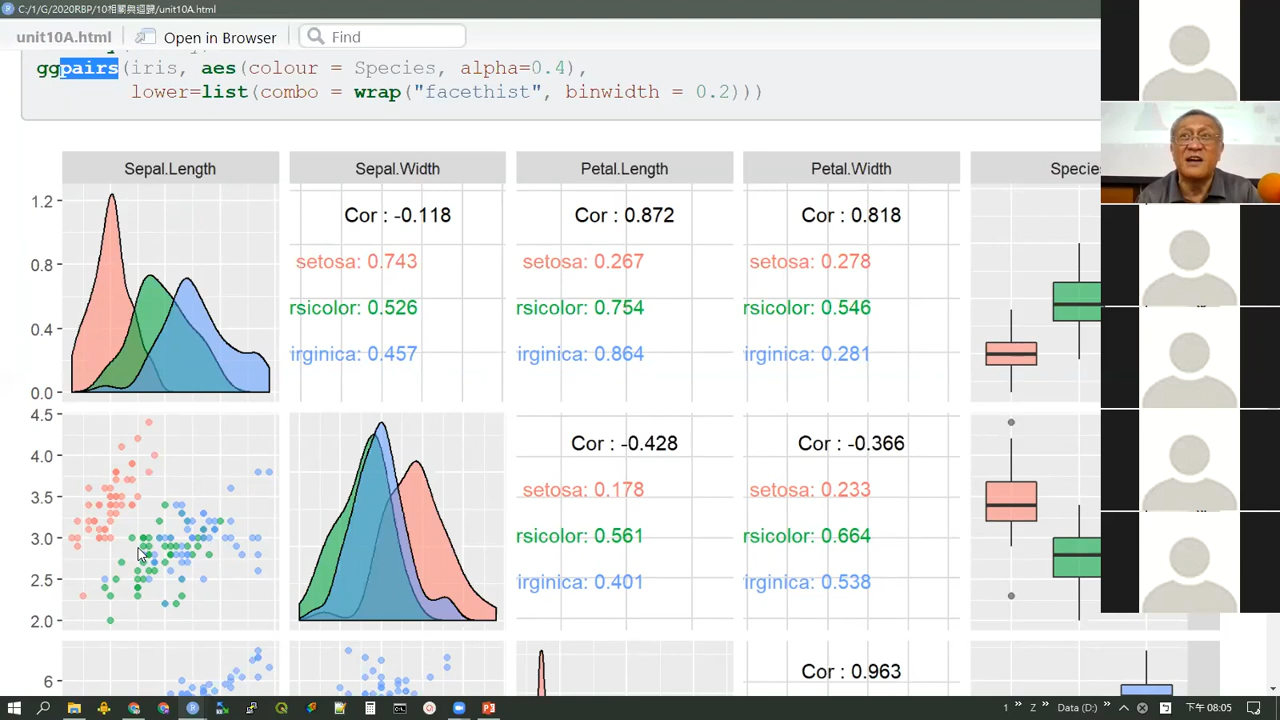 C:/1/G/2020RBP/10相關與迴歸/unit10A.html
unit10A.html
Open in Browser
Find
ggpairs(iris, aes(colour = Species, alpha=0.4),
lower=list(combo = wrap("facethist", binwidth = 0.2)))
Sepal.Length
Sepal.Width
Petal.Length
Petal.Width
Species
1.2
0.8
0.4
0.0
Cor : -0.118
setosa: 0.743
rsicolor: 0.526
irginica: 0.457
Cor : 0.872
setosa: 0.267
rsicolor: 0.754
irginica: 0.864
Cor : 0.818
setosa: 0.278
rsicolor: 0.546
irginica: 0.281
4.5
4.0
3.5
3.0
2.5
2.0
Cor : -0.428
setosa: 0.178
rsicolor: 0.561
irginica: 0.401
Cor : -0.366
setosa: 0.233
rsicolor: 0.664
irginica: 0.538
6
Cor : 0.963
1
Z
Data (D:)
下午 08:05